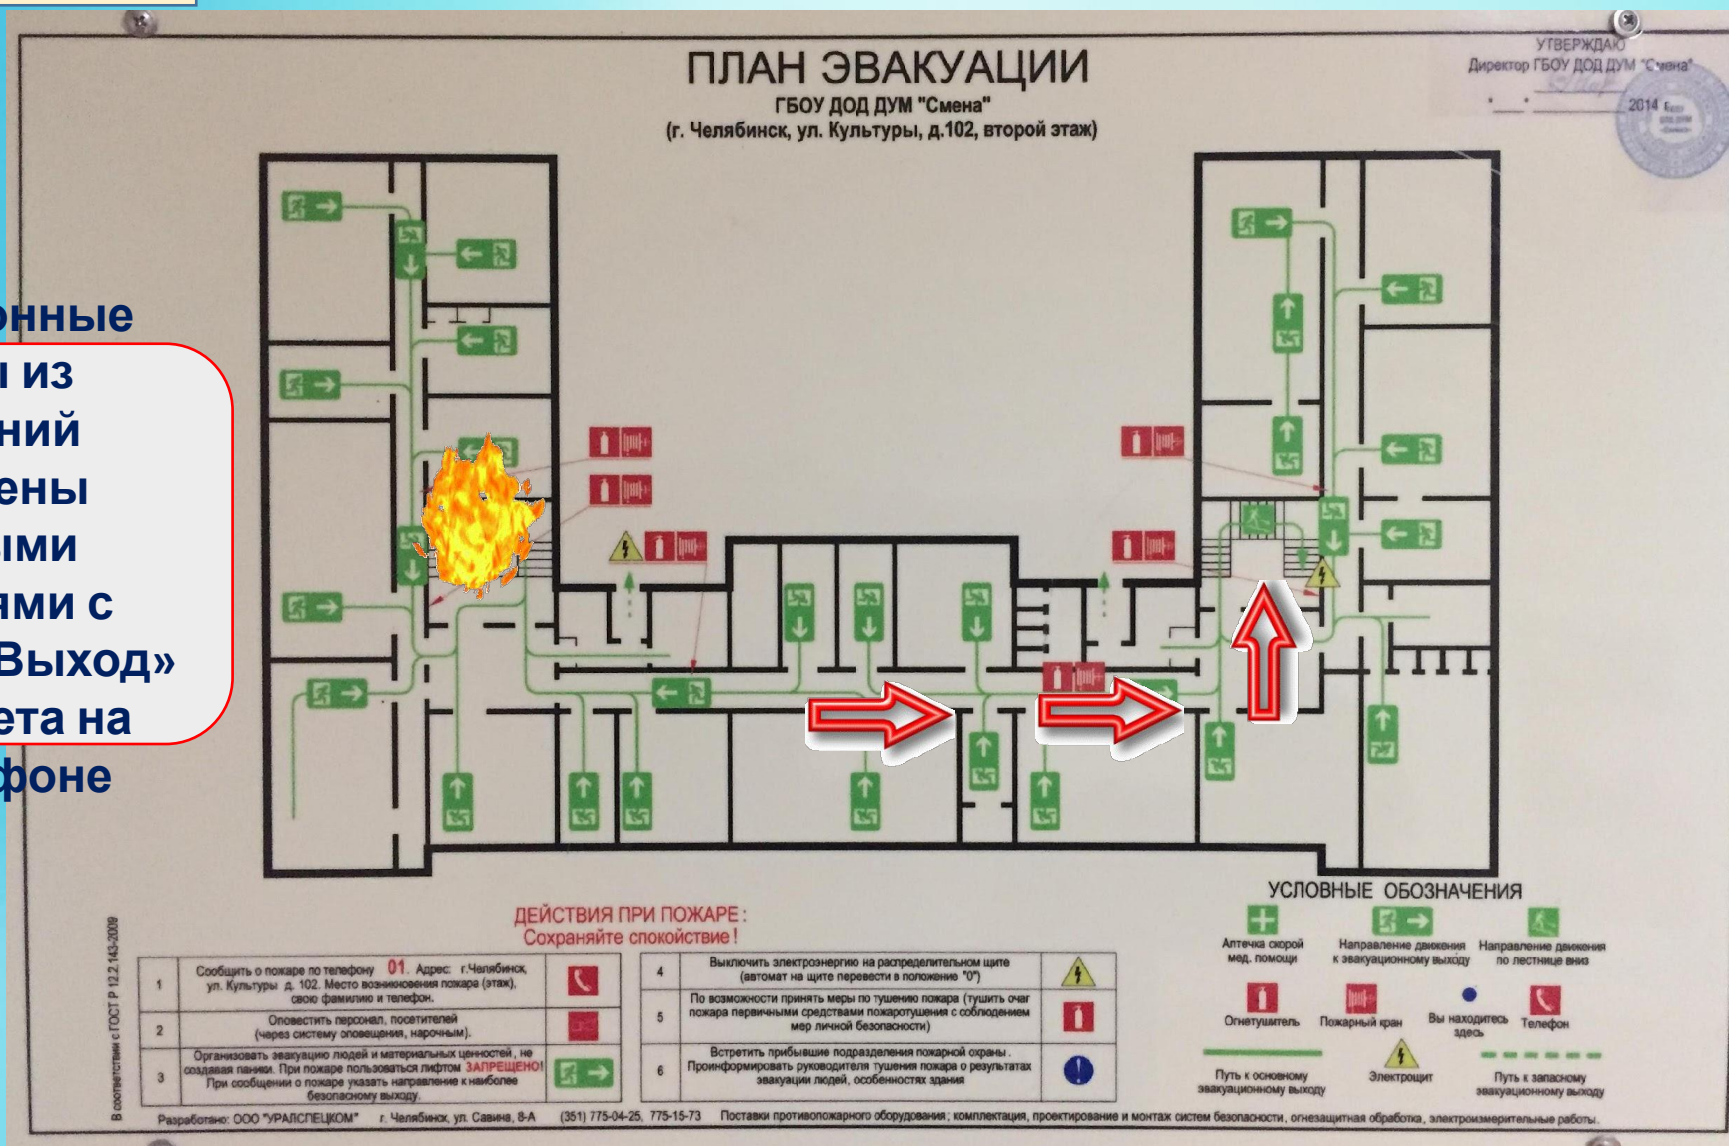 ПЛАН ЭВАКУАЦИИ
ГБОУ ДОД ДУМ "Смена"
(г. Челябинск, ул. Культуры, д.102, второй этаж)
УТВЕРЖДАЮ
Директор ГБОУ ДОД ДУМ "Смена"
2014 г.
онные
ы из
ний
ены
ыми
ями с
Выход»
ета на
фоне
ДЕЙСТВИЯ ПРИ ПОЖАРЕ:
Сохраняйте спокойствие!
1
Сообщить о пожаре по телефону 01. Адрес: г.Челябинск,
ул. Культуры д. 102. Место возникновения пожара (этаж),
свою фамилию и телефон.
2
Оповестить персонал, посетителей
(через систему оповещения, нарочным).
3
Организовать эвакуацию людей и материальных ценностей, не
создавая паники. При пожаре пользоваться лифтом ЗАПРЕЩЕНО!
При сообщении о пожаре указать направление к наиболее
безопасному выходу.
4
Выключить электроэнергию на распределительном щите
(автомат на щите перевести в положение "0")
5
По возможности принять меры по тушению пожара (тушить очаг
пожара первичными средствами пожаротушения с соблюдением
мер личной безопасности)
6
Встретить прибывшие подразделения пожарной охраны.
Проинформировать руководителя тушения пожара о результатах
эвакуации людей, особенностях здания
УСЛОВНЫЕ ОБОЗНАЧЕНИЯ
Аптечка скорой
мед. помощи
Направление движения
к эвакуационному выходу
Направление движения
по лестнице вниз
Огнетушитель
Пожарный кран
Вы находитесь
здесь
Телефон
Путь к основному
эвакуационному выходу
Электрощит
Путь к запасному
эвакуационному выходу
В соответствии с ГОСТ Р 12.2.143-2009
Разработано: ООО "УРАЛСПЕЦКОМ" г. Челябинск, ул. Савина, 8-А (351) 775-04-25, 775-15-73 Поставки противопожарного оборудования; комплектация, проектирование и монтаж систем безопасности, огнезащитная обработка, электроизмерительные работы.